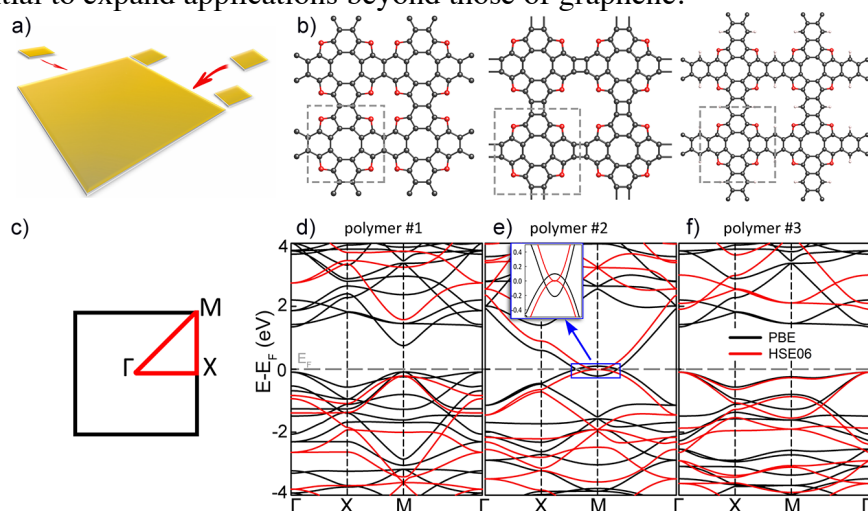 tial to expand applications beyond those of graphene.
a)
b)
c)
d) polymer #1
e) polymer #2
f) polymer #3
M
Γ
X
E-E_F (eV)
4
2
0
-2
-4
E_F
0.4
0.2
0.0
-0.2
-0.4
PBE
HSE06
Γ X M Γ X M Γ X M Γ